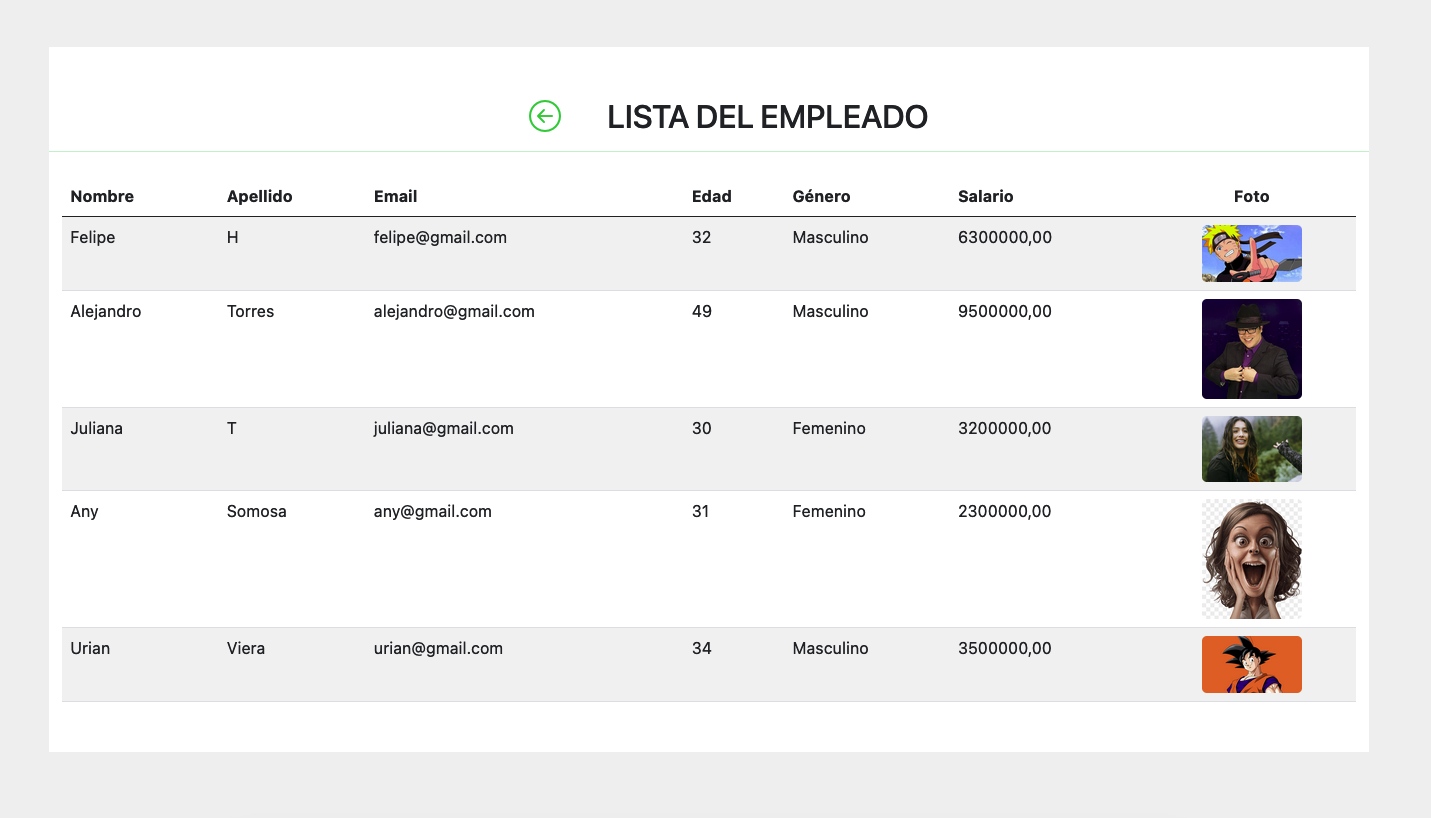 LISTA DEL EMPLEADO
Nombre Apellido Email Edad Género Salario Foto
Felipe H felipe@gmail.com 32 Masculino 6300000,00
Alejandro Torres alejandro@gmail.com 49 Masculino 9500000,00
Juliana T juliana@gmail.com 30 Femenino 3200000,00
Any Somosa any@gmail.com 31 Femenino 2300000,00
Urian Viera urian@gmail.com 34 Masculino 3500000,00